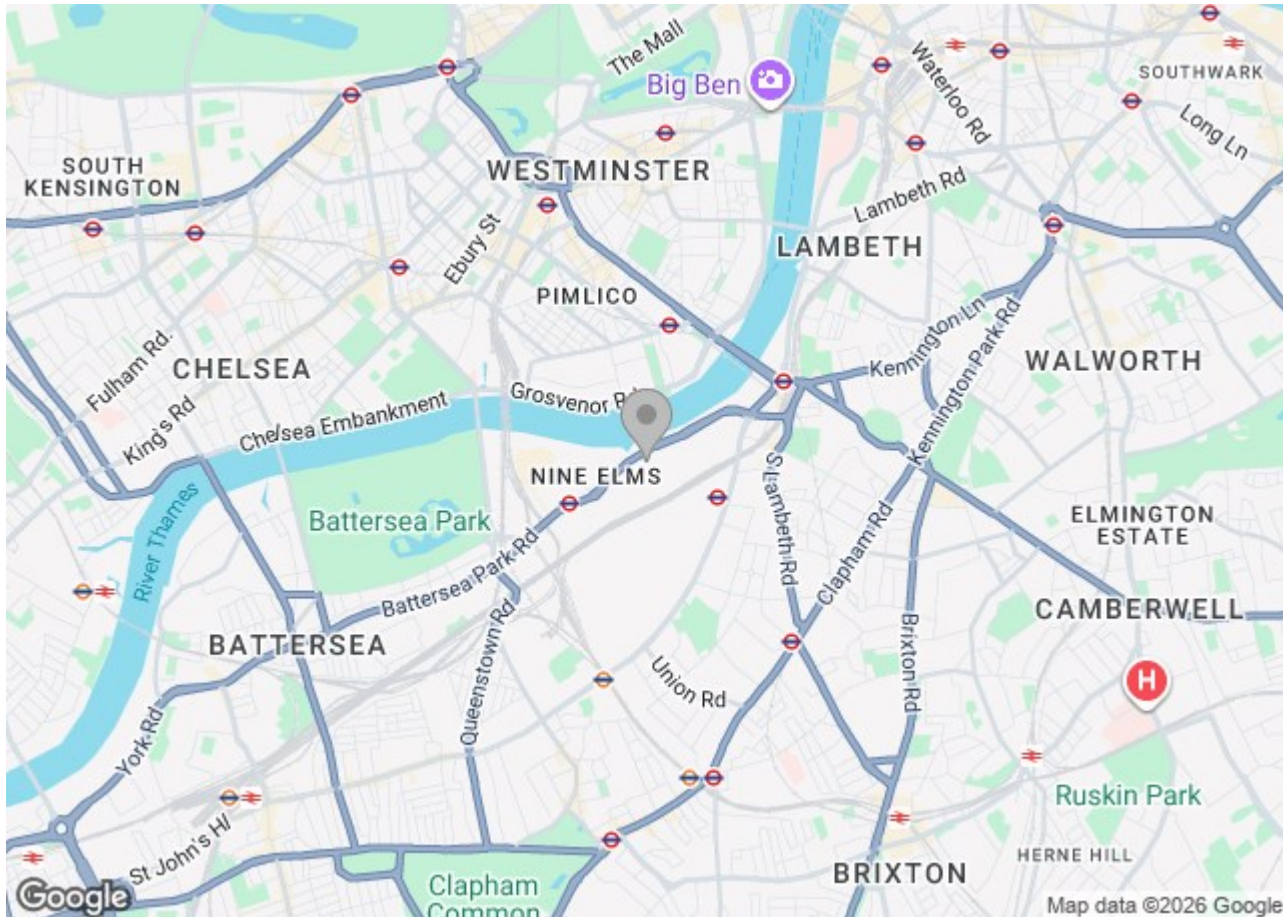 The Mall
Big Ben
Waterloo Rd
SOUTHWARK
Long Ln
SOUTH
KENSINGTON
WESTMINSTER
Lambeth Rd
Ebury St
LAMBETH
PIMLICO
Kennington Ln
Kennington Park Rd
Fulham Rd.
CHELSEA
WALWORTH
King's Rd
Chelsea Embankment
Grosvenor Rd
NINE ELMS
S Lambeth Rd
Clapham Rd
River Thames
Battersea Park
ELMINGTON
ESTATE
Battersea Park Rd
CAMBERWELL
BATTERSEA
Queenstown Rd
Union Rd
Brixton Rd
H
York Rd
Ruskin Park
St John's Hl
BRIXTON
HERNE HILL
Clapham
Common
Google
Map data ©2026 Google